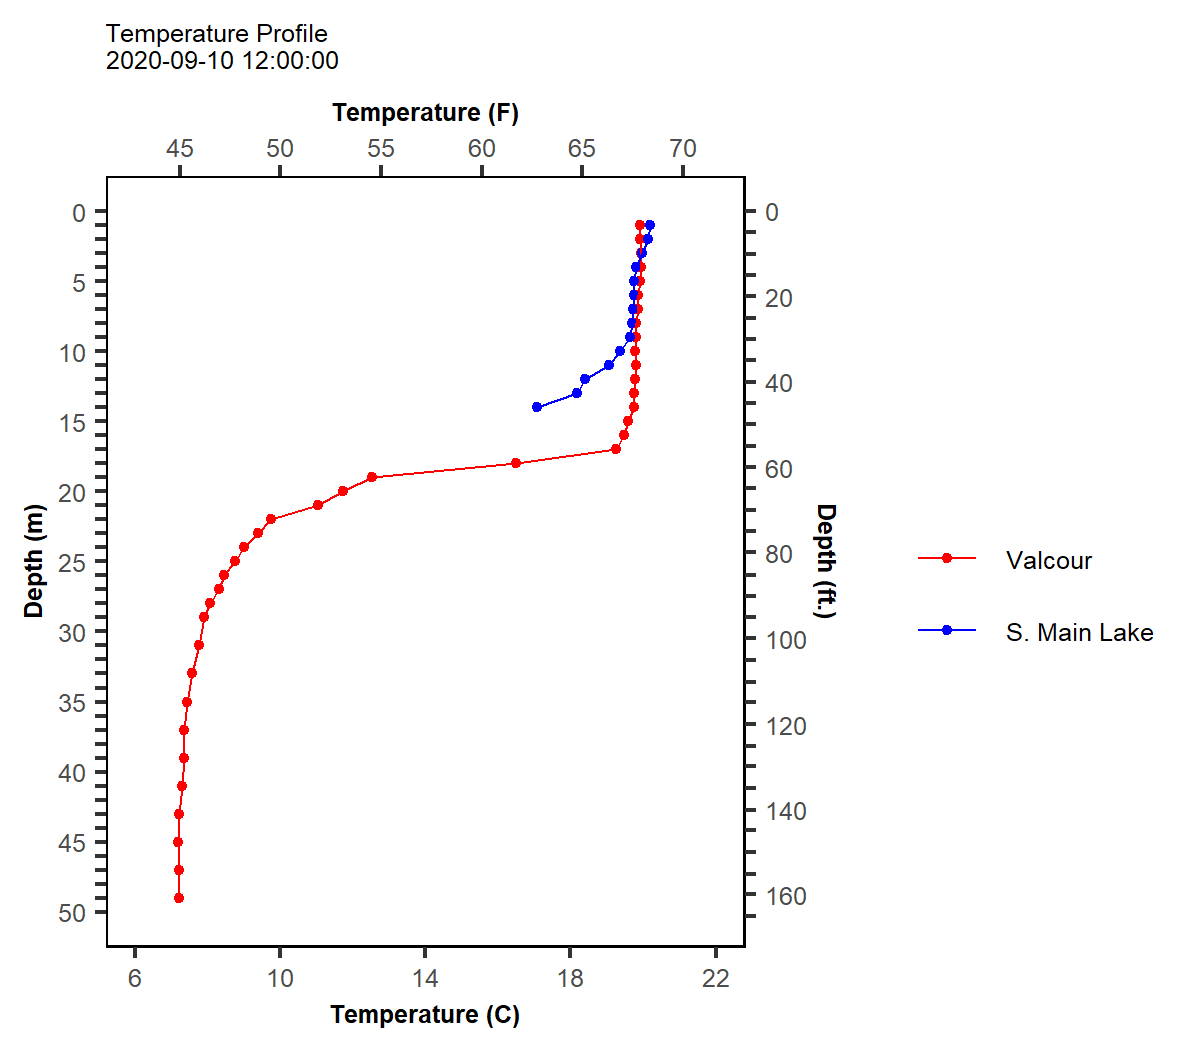 Temperature Profile
2020-09-10 12:00:00
Temperature (F)
45 50 55 60 65 70
0 5 10 15 20 25 30 35 40 45 50
Depth (m)
0 20 40 60 80 100 120 140 160
Depth (ft.)
Valcour
S. Main Lake
6 10 14 18 22
Temperature (C)